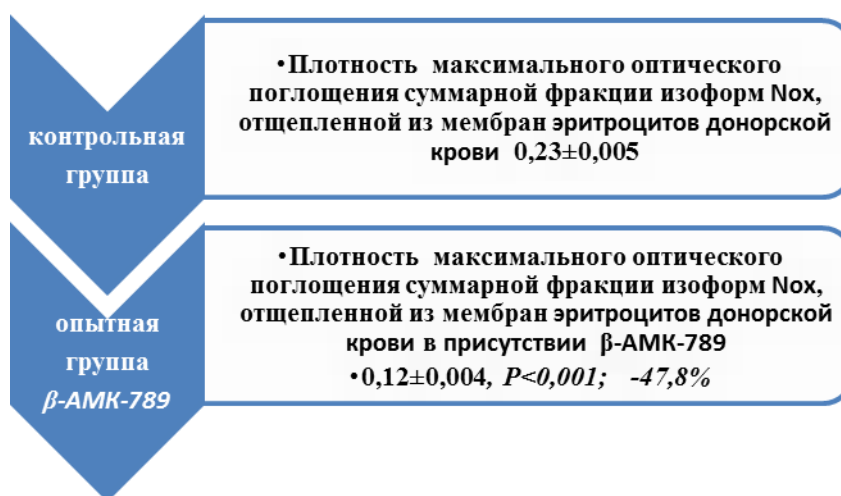 контрольная
группа
•Плотность максимального оптического
поглощения суммарной фракции изоформ Nox,
отщепленной из мембран эритроцитов донорской
крови 0,23±0,005
опытная
группа
β-АМК-789
•Плотность максимального оптического
поглощения суммарной фракции изоформ Nox,
отщепленной из мембран эритроцитов донорской
крови в присутствии β-АМК-789
•0,12±0,004, P<0,001; -47,8%